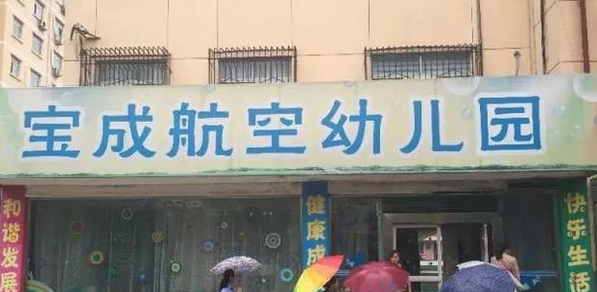 宝成航空幼儿园
和谐发展
健康成
快乐生活